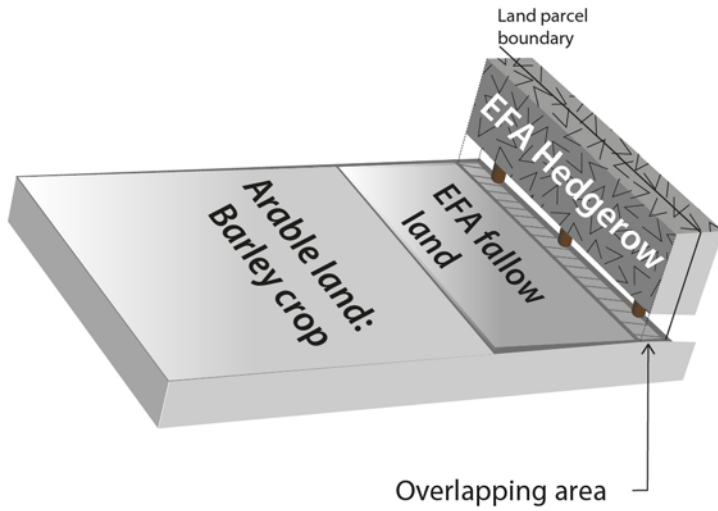 Land parcel
boundary
EFA Hedgerow
EFA fallow
land
Arable land:
Barley crop
Overlapping area